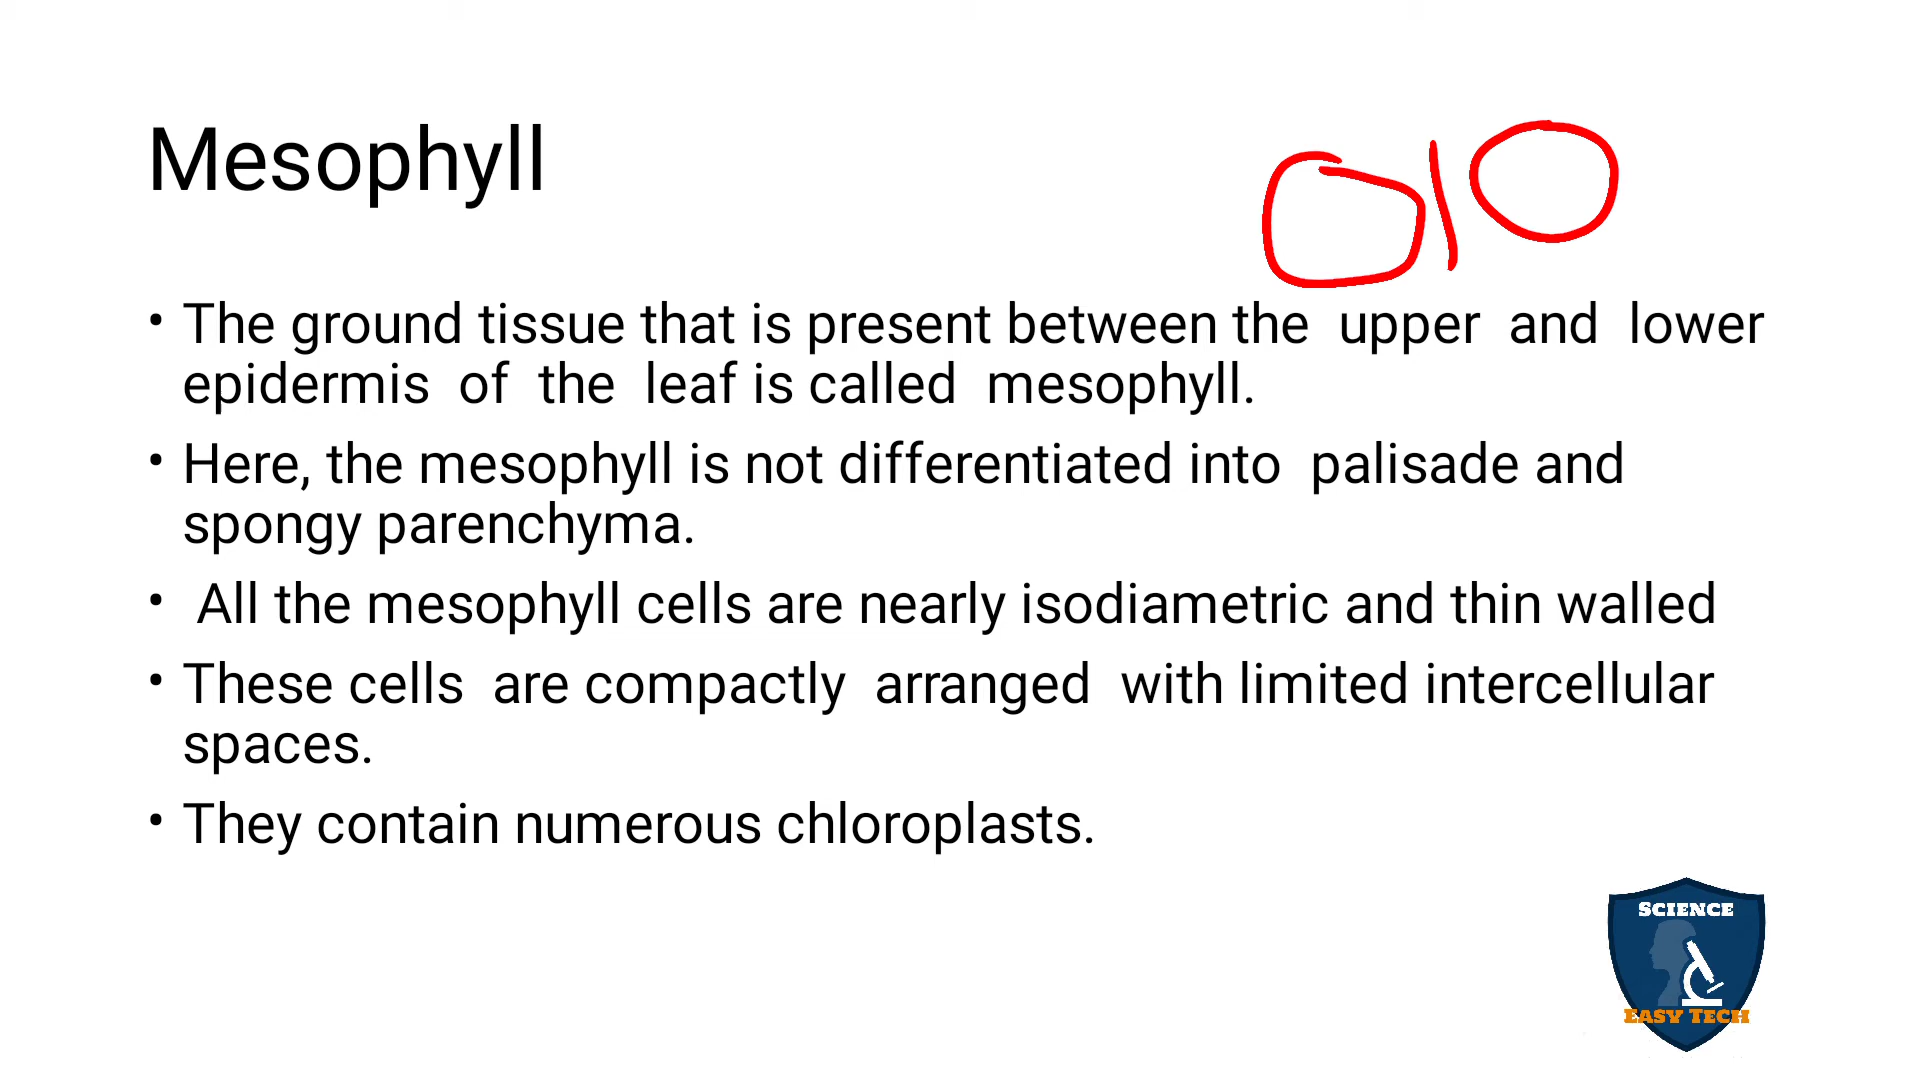 Mesophyll
• The ground tissue that is present between the upper and lower
epidermis of the leaf is called mesophyll.
• Here, the mesophyll is not differentiated into palisade and
spongy parenchyma.
• All the mesophyll cells are nearly isodiametric and thin walled
• These cells are compactly arranged with limited intercellular
spaces.
• They contain numerous chloroplasts.
SCIENCE
EASY TECH